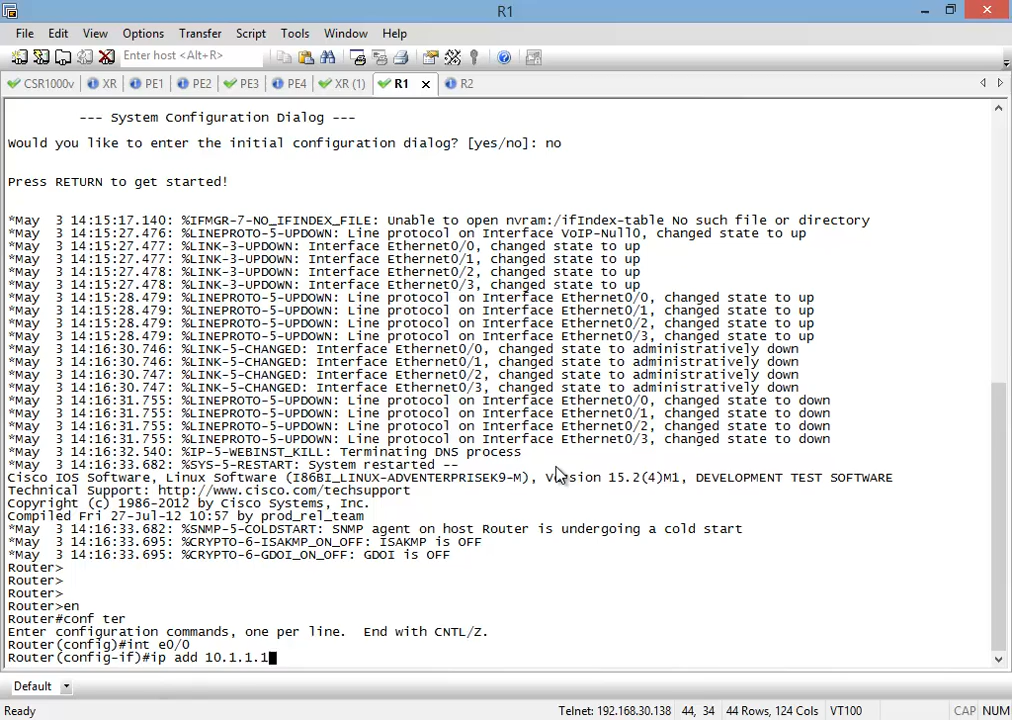 R1
File Edit View Options Transfer Script Tools Window Help
Enter host <Alt+R>
CSR1000v XR PE1 PE2 PE3 PE4 XR (1) R1 R2
--- System Configuration Dialog ---
Would you like to enter the initial configuration dialog? [yes/no]: no
Press RETURN to get started!
*May  3 14:15:17.140: %IFMGR-7-NO_IFINDEX_FILE: Unable to open nvram:/ifIndex-table No such file or directory
*May  3 14:15:27.476: %LINEPROTO-5-UPDOWN: Line protocol on Interface VoIP-Null0, changed state to up
*May  3 14:15:27.477: %LINK-3-UPDOWN: Interface Ethernet0/0, changed state to up
*May  3 14:15:27.477: %LINK-3-UPDOWN: Interface Ethernet0/1, changed state to up
*May  3 14:15:27.478: %LINK-3-UPDOWN: Interface Ethernet0/2, changed state to up
*May  3 14:15:27.478: %LINK-3-UPDOWN: Interface Ethernet0/3, changed state to up
*May  3 14:15:28.479: %LINEPROTO-5-UPDOWN: Line protocol on Interface Ethernet0/0, changed state to up
*May  3 14:15:28.479: %LINEPROTO-5-UPDOWN: Line protocol on Interface Ethernet0/1, changed state to up
*May  3 14:15:28.479: %LINEPROTO-5-UPDOWN: Line protocol on Interface Ethernet0/2, changed state to up
*May  3 14:15:28.479: %LINEPROTO-5-UPDOWN: Line protocol on Interface Ethernet0/3, changed state to up
*May  3 14:16:30.746: %LINK-5-CHANGED: Interface Ethernet0/0, changed state to administratively down
*May  3 14:16:30.746: %LINK-5-CHANGED: Interface Ethernet0/1, changed state to administratively down
*May  3 14:16:30.747: %LINK-5-CHANGED: Interface Ethernet0/2, changed state to administratively down
*May  3 14:16:30.747: %LINK-5-CHANGED: Interface Ethernet0/3, changed state to administratively down
*May  3 14:16:31.755: %LINEPROTO-5-UPDOWN: Line protocol on Interface Ethernet0/0, changed state to down
*May  3 14:16:31.755: %LINEPROTO-5-UPDOWN: Line protocol on Interface Ethernet0/1, changed state to down
*May  3 14:16:31.755: %LINEPROTO-5-UPDOWN: Line protocol on Interface Ethernet0/2, changed state to down
*May  3 14:16:31.755: %LINEPROTO-5-UPDOWN: Line protocol on Interface Ethernet0/3, changed state to down
*May  3 14:16:32.540: %IP-5-WEBINST_KILL: Terminating DNS process
*May  3 14:16:33.682: %SYS-5-RESTART: System restarted --
Cisco IOS Software, Linux Software (I86BI_LINUX-ADVENTERPRISEK9-M), Version 15.2(4)M1, DEVELOPMENT TEST SOFTWARE
Technical Support: http://www.cisco.com/techsupport
Copyright (c) 1986-2012 by Cisco Systems, Inc.
Compiled Fri 27-Jul-12 10:57 by prod_rel_team
*May  3 14:16:33.682: %SNMP-5-COLDSTART: SNMP agent on host Router is undergoing a cold start
*May  3 14:16:33.695: %CRYPTO-6-ISAKMP_ON_OFF: ISAKMP is OFF
*May  3 14:16:33.695: %CRYPTO-6-GDOI_ON_OFF: GDOI is OFF
Router>
Router>
Router>
Router>en
Router#conf ter
Enter configuration commands, one per line.  End with CNTL/Z.
Router(config)#int e0/0
Router(config-if)#ip add 10.1.1.1
Default
Ready Telnet: 192.168.30.138 44, 34 44 Rows, 124 Cols VT100 CAP NUM